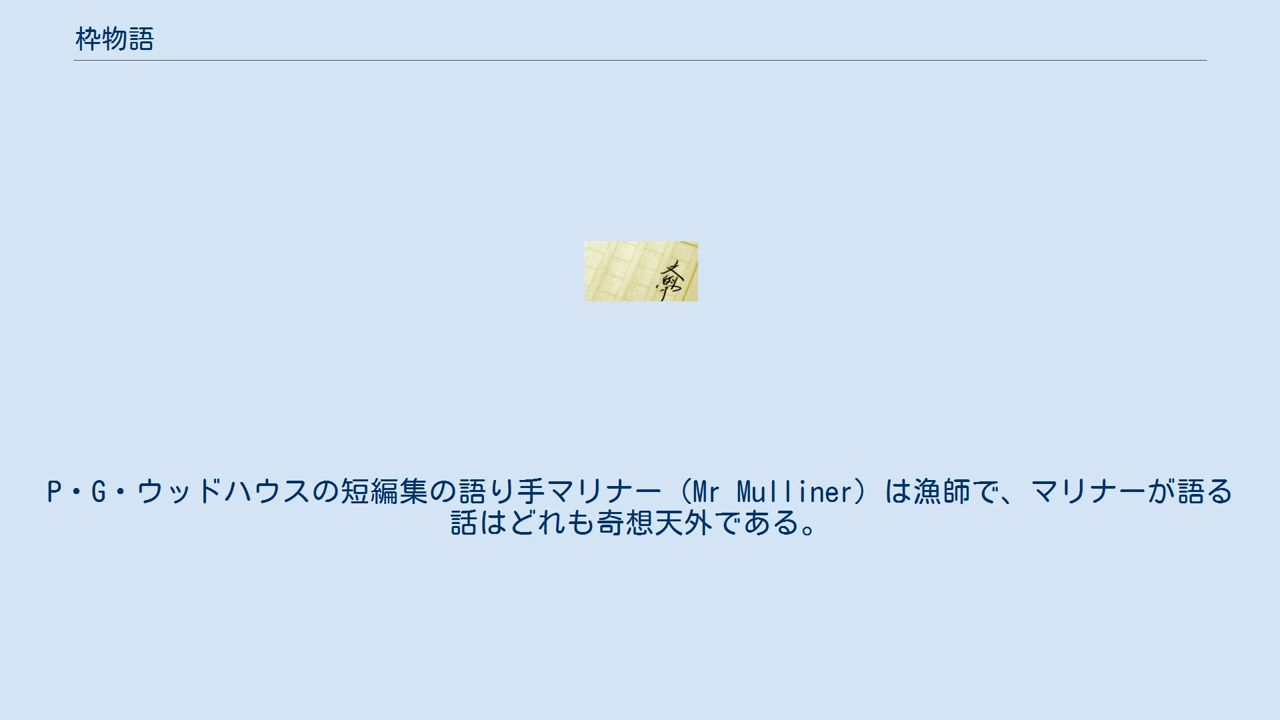 枠物語
P・G・ウッドハウスの短編集の語り手マリナー（Mr Mulliner）は漁師で、マリナーが語る
話はどれも奇想天外である。